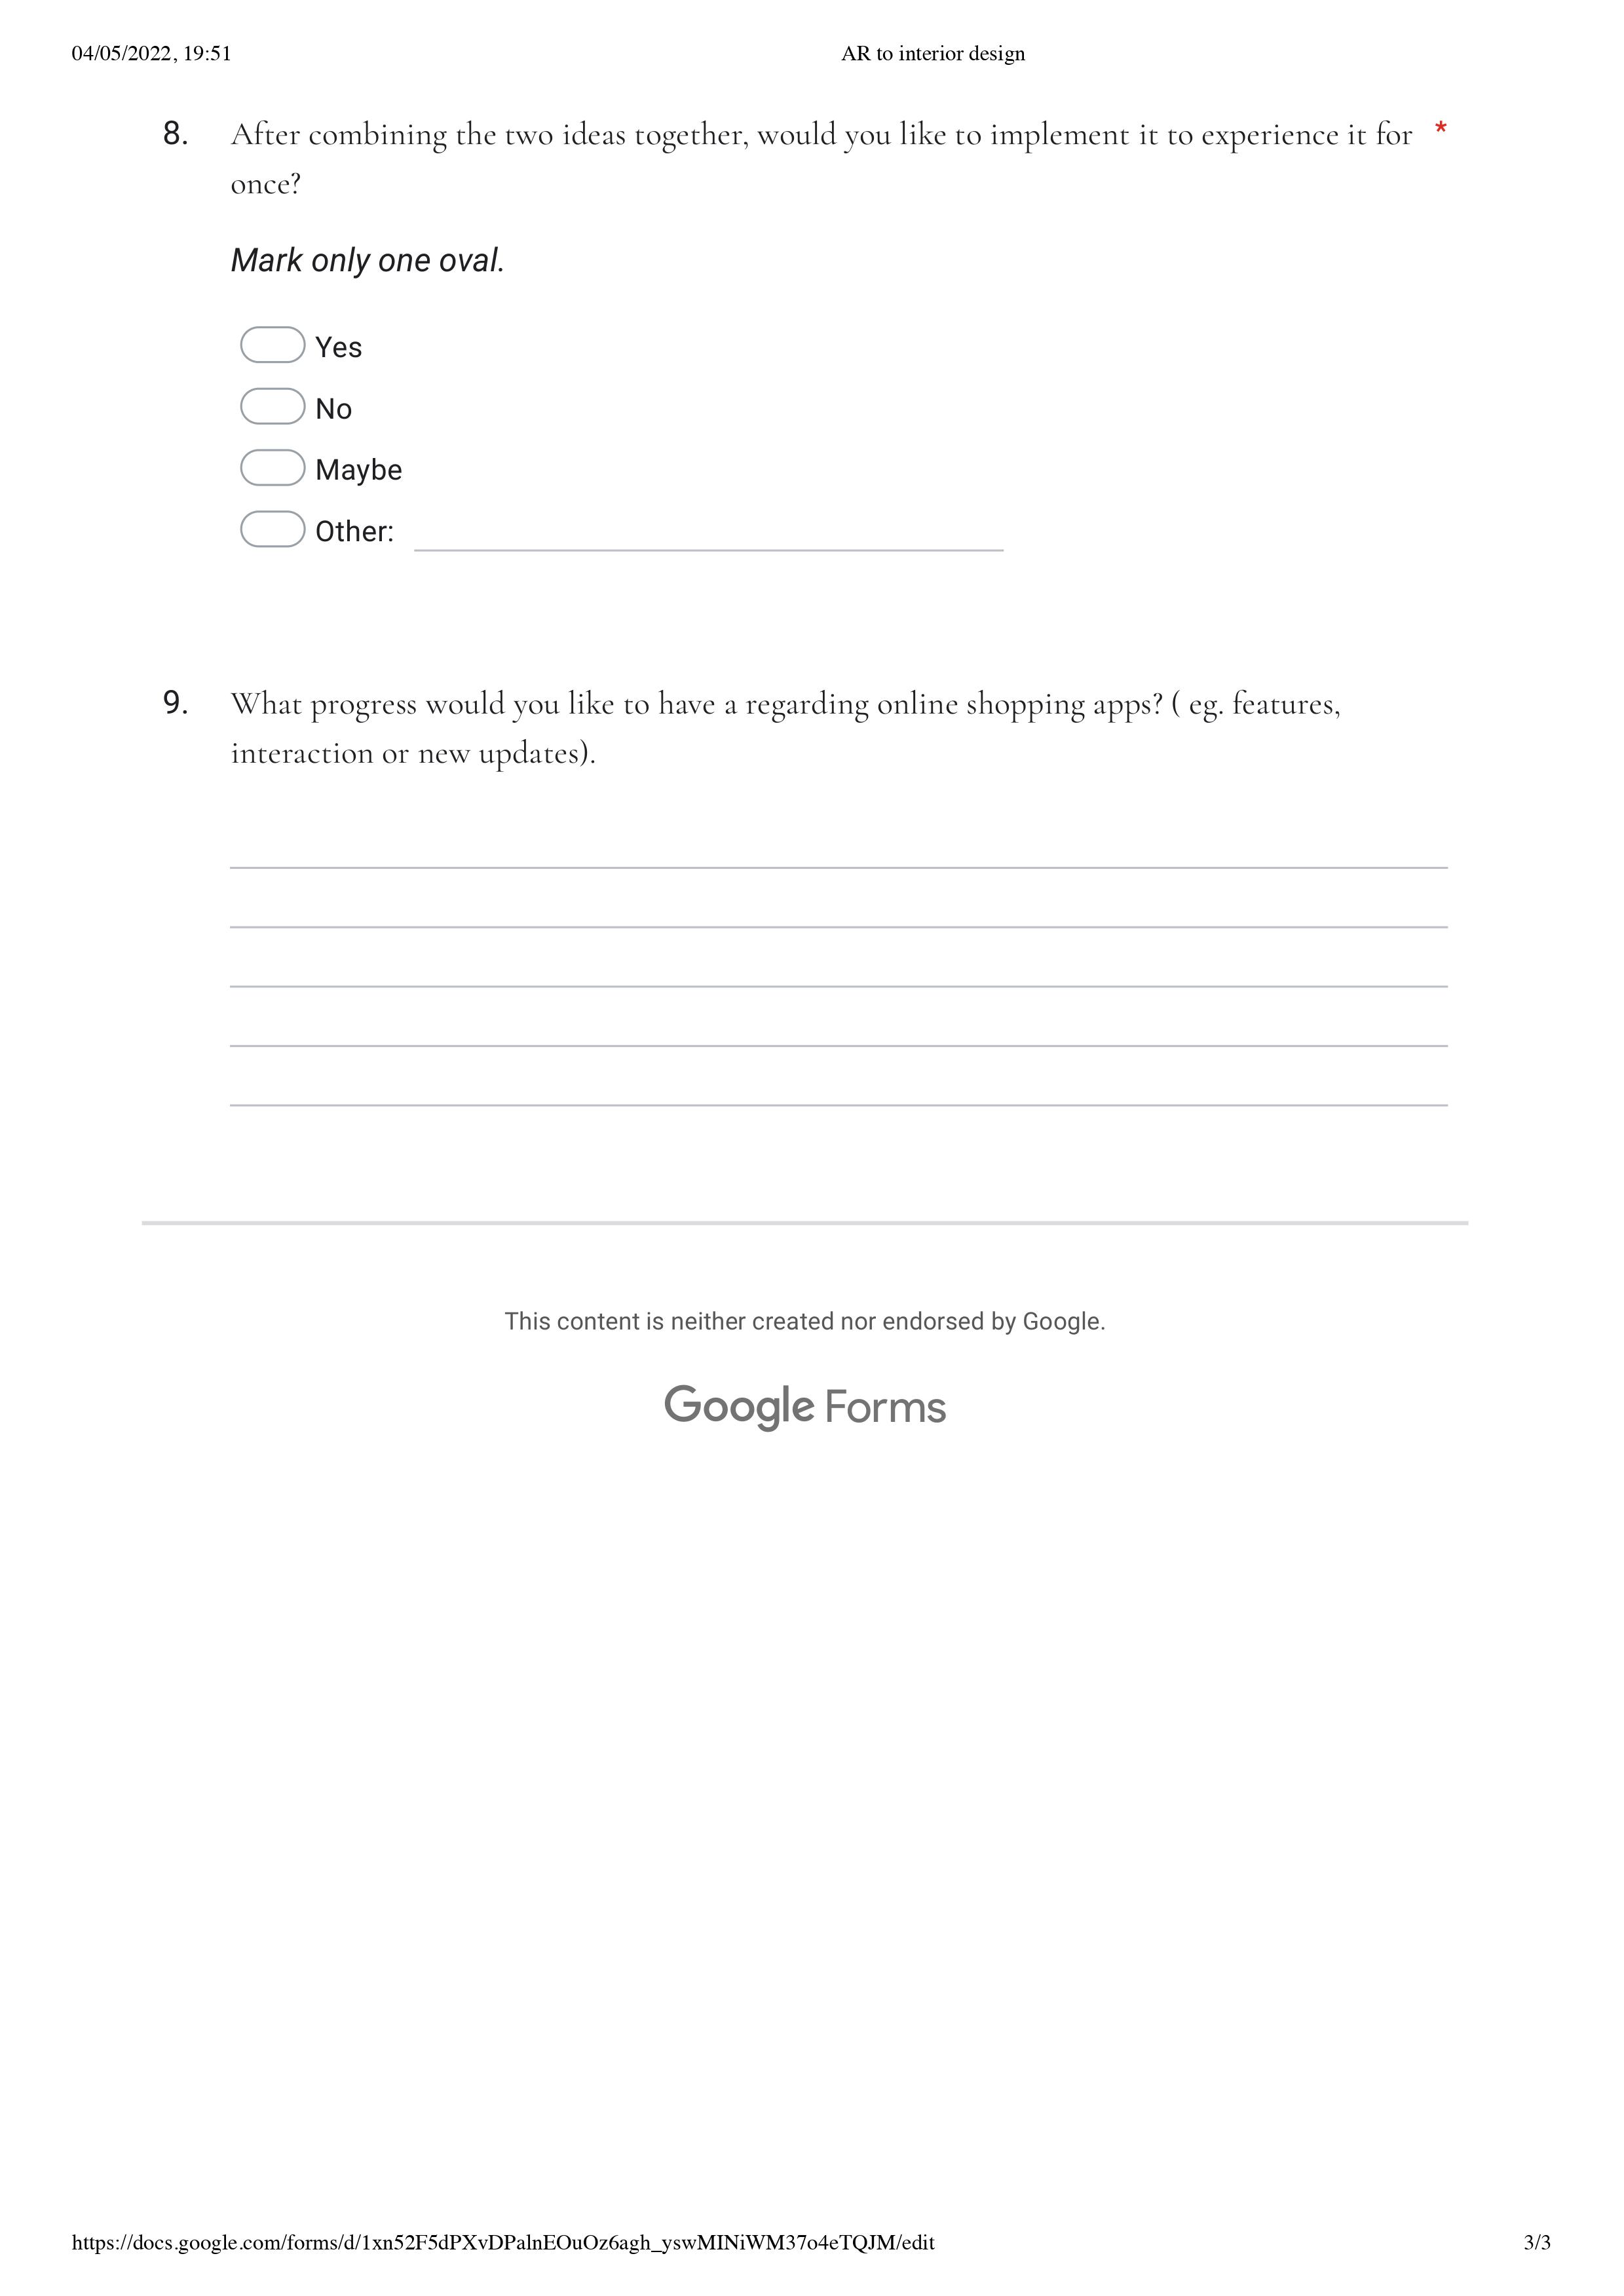 04/05/2022, 19:51 AR to interior design
8. After combining the two ideas together, would you like to implement it to experience it for *
once?
Mark only one oval.
Yes
No
Maybe
Other:
9. What progress would you like to have a regarding online shopping apps? ( eg. features,
interaction or new updates).
This content is neither created nor endorsed by Google.
Google Forms
https://docs.google.com/forms/d/1xn52F5dPXvDPalnEOuOz6agh_yswMINiWM37o4eTQJM/edit 3/3